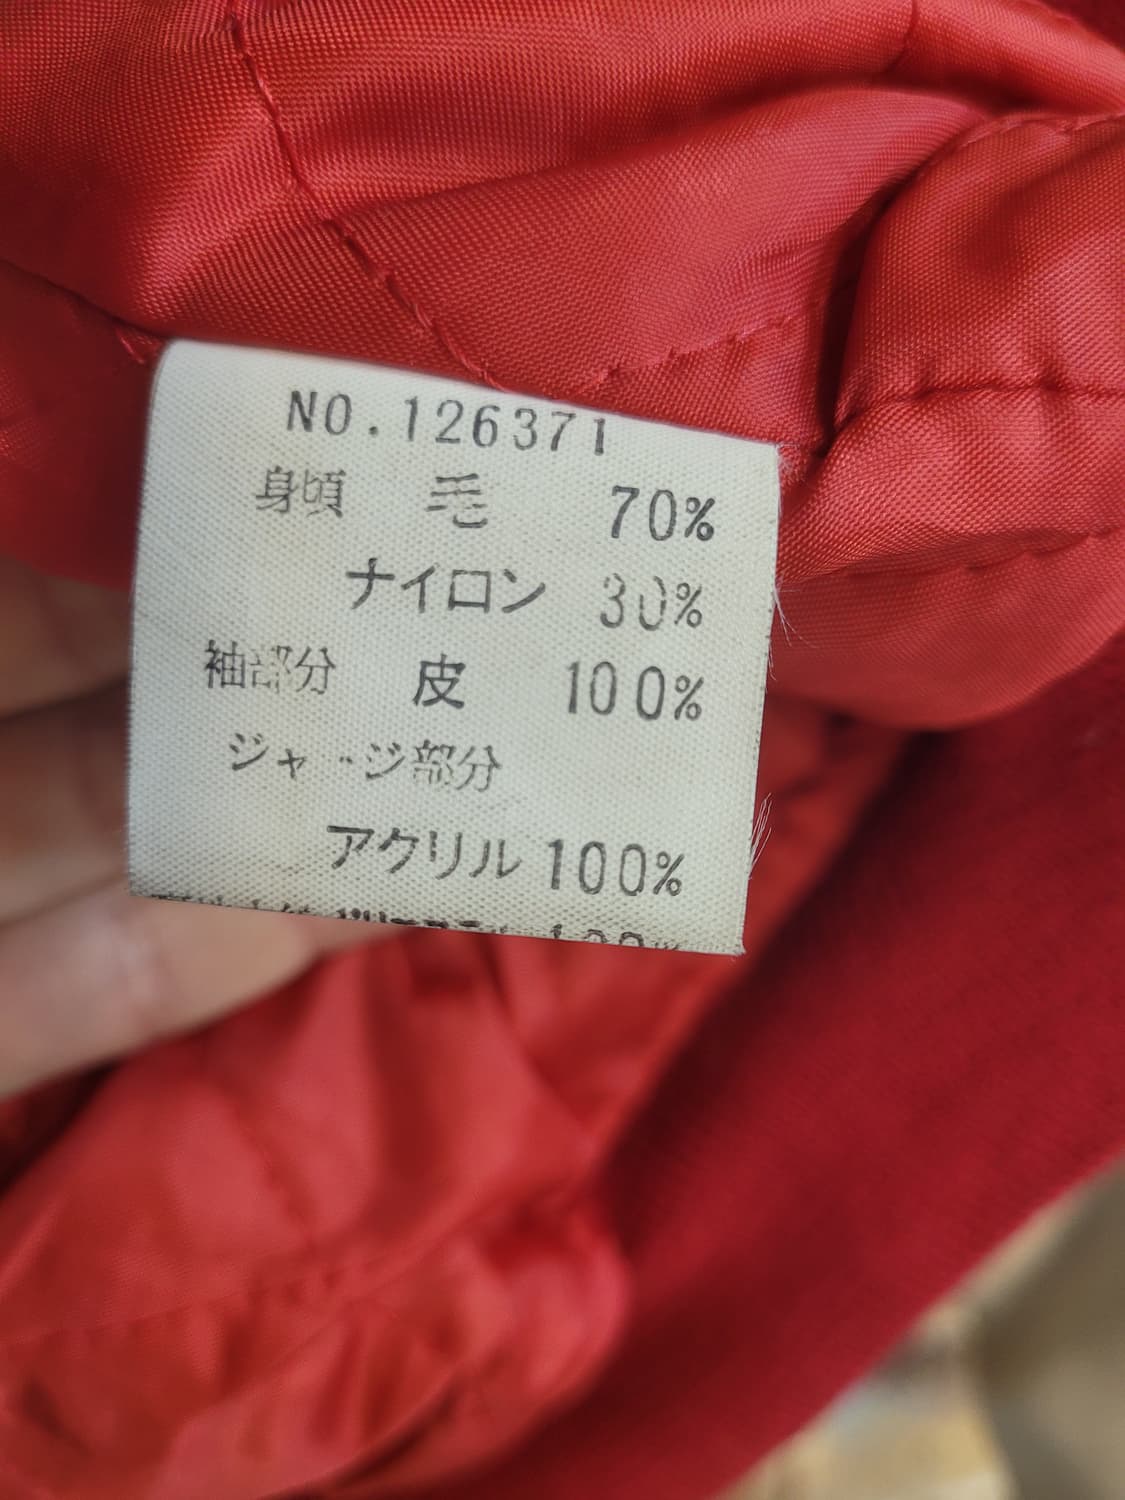 NO.126371
身頃 毛 70%
ナイロン 30%
袖部分 皮 100%
ジャージ部分
アクリル 100%